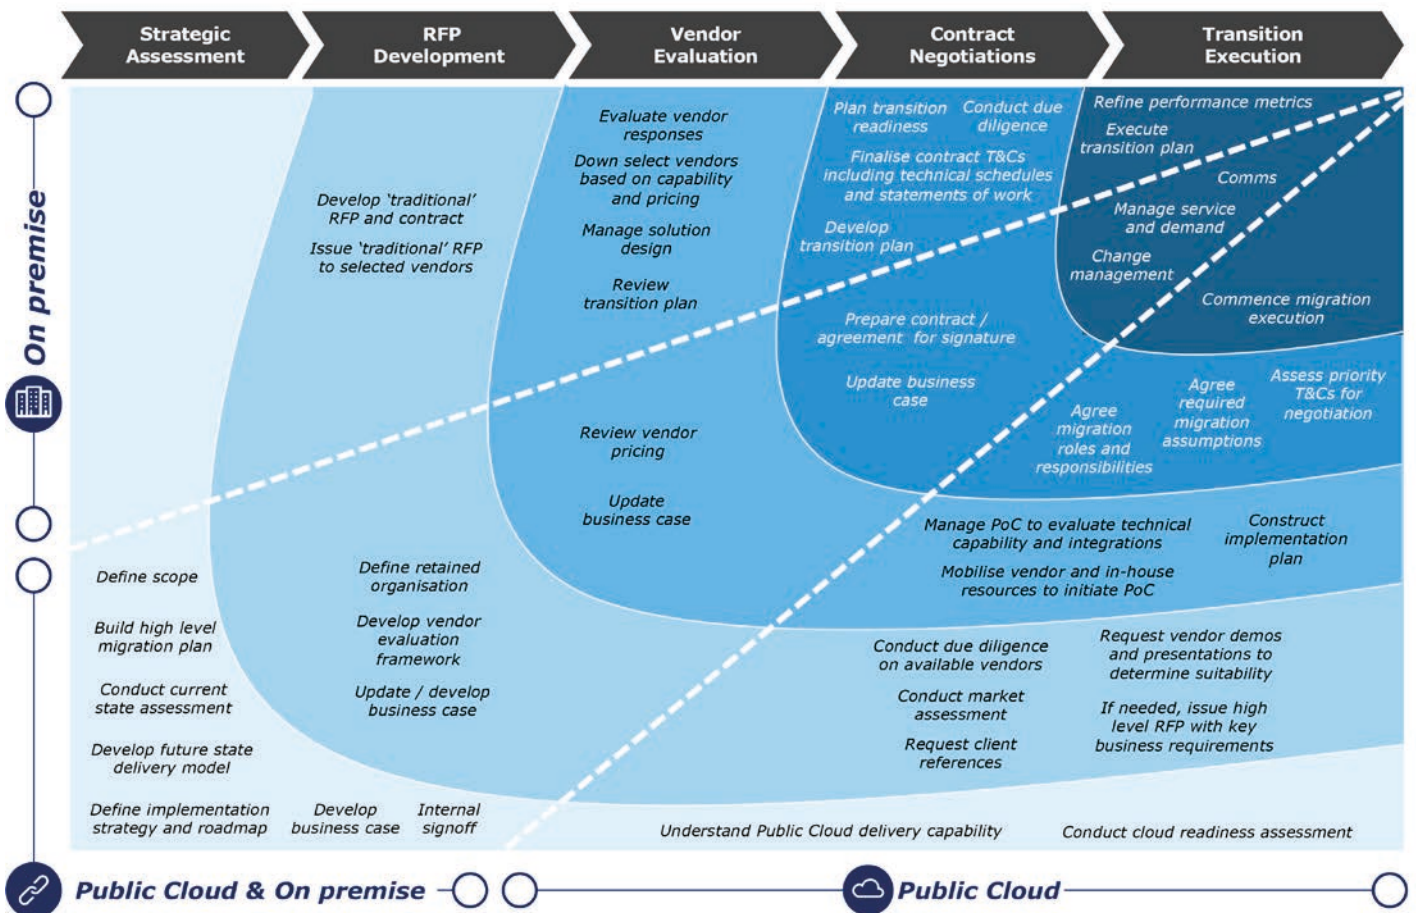 Strategic
Assessment
RFP
Development
Vendor
Evaluation
Contract
Negotiations
Transition
Execution
On premise
Develop ‘traditional’
RFP and contract
Issue ‘traditional’ RFP
to selected vendors
Evaluate vendor
responses
Down select vendors
based on capability
and pricing
Manage solution
design
Review
transition plan
Plan transition
readiness
Conduct due
diligence
Finalise contract T&Cs
including technical schedules
and statements of work
Develop
transition plan
Refine performance metrics
Execute
transition plan
Comms
Manage service
and demand
Change
management
Commence migration
execution
Prepare contract /
agreement for signature
Update business
case
Agree
migration
roles and
responsibilities
Agree
required
migration
assumptions
Assess priority
T&Cs for
negotiation
Review vendor
pricing
Update
business case
Manage PoC to evaluate technical
capability and integrations
Mobilise vendor and in-house
resources to initiate PoC
Construct
implementation
plan
Define scope
Build high level
migration plan
Conduct current
state assessment
Develop future state
delivery model
Define implementation
strategy and roadmap
Develop
business case
Internal
signoff
Define retained
organisation
Develop vendor
evaluation
framework
Update / develop
business case
Conduct due diligence
on available vendors
Conduct market
assessment
Request client
references
Request vendor demos
and presentations to
determine suitability
If needed, issue high
level RFP with key
business requirements
Understand Public Cloud delivery capability
Conduct cloud readiness assessment
Public Cloud & On premise
Public Cloud